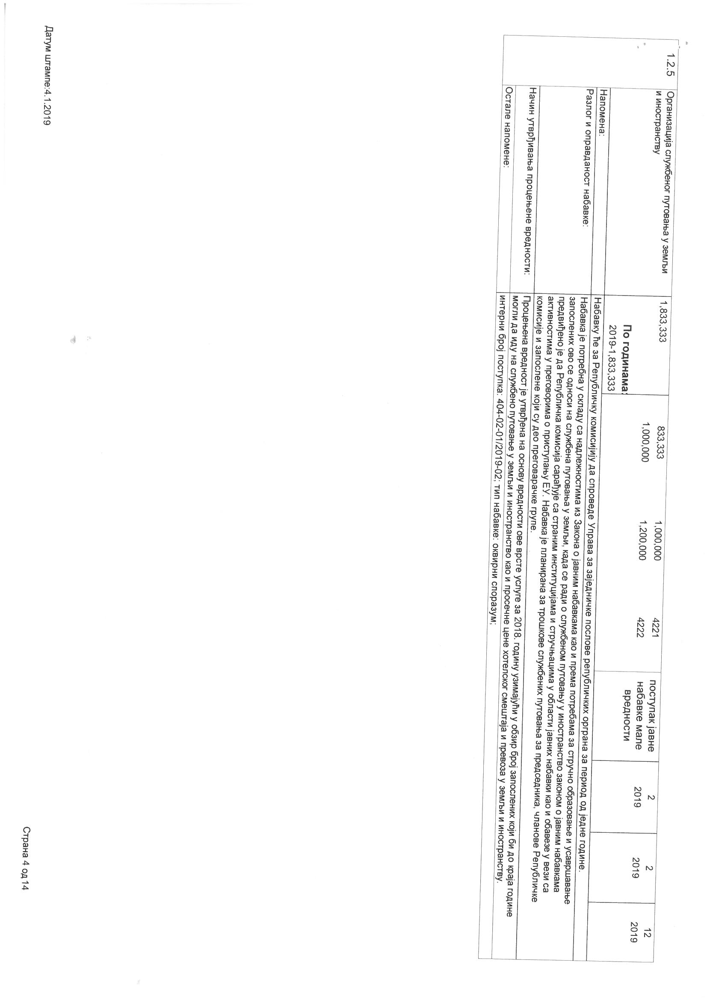 1.2.5
Организација службеног путовања у земљи
и иностранству
1,833,333
По годинама:
2019-1,833,333
833,333
1,000,000
1,000,000
1,200,000
4221
4222
поступак јавне
набавке мале
вредности
2
2019
2
2019
12
2019
Напомена:
Набавку ће за Републичку комисијију да спроведе Управа за заједничке послове републичких органа за период од једне године.
Разлог и оправданост набавке:
Набавка је потребна у складу са надлежностима из Закона о јавним набавкама као и према потребама за стручно образовање и усавршавање
запослених ово се односи на службена путовања у земљи, када се ради о службеном путовању у иностранство законом о јавним набавкама
предвиђено је да Републичка комисија сарађује са страним институцијама и стручњацима у области јавних набавки као и обавезе у вези са
активностима у преговорима о приступању ЕУ. Набавка је планирана за трошкове службених путовања за председника, чланове Републичке
комисије и запослене који су део преговарачке групе.
Начин утврђивања процењене вредности:
Процењена вредност је утврђена на основу вредности ове врсте услуге за 2018. годину узимајући у обзир број запослених који би до краја године
могли да иду на службено путовање у земљи и иностранство као и просечне цене хотелског смештаја и превоза у земљи и иностранству.
Остале напомене:
интерни број поступка: 404-02-01/2019-02; тип набавке: оквирни споразум;
Датум штампе:4.1.2019
Страна 4 од 14